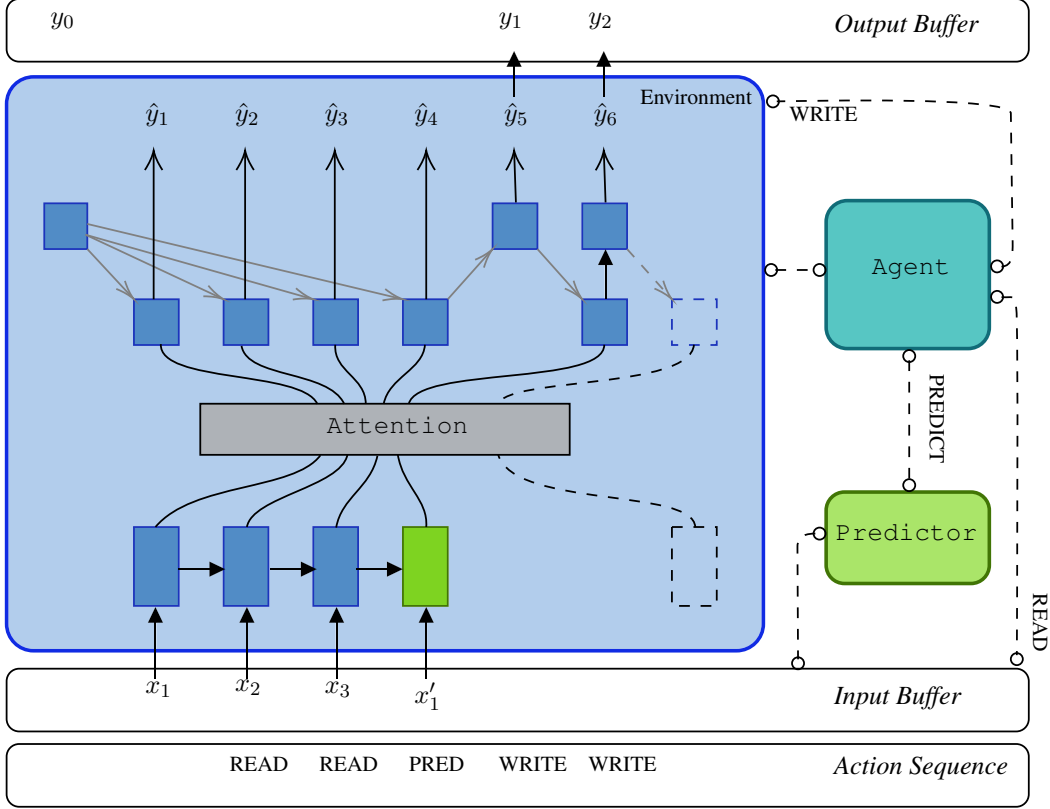 y₀ y₁ y₂ Output Buffer
Environment
WRITE
ŷ₁ ŷ₂ ŷ₃ ŷ₄ ŷ₅ ŷ₆
Agent
PREDICT
Attention
Predictor
READ
x₁ x₂ x₃ x′₁ Input Buffer
READ READ PRED WRITE WRITE Action Sequence